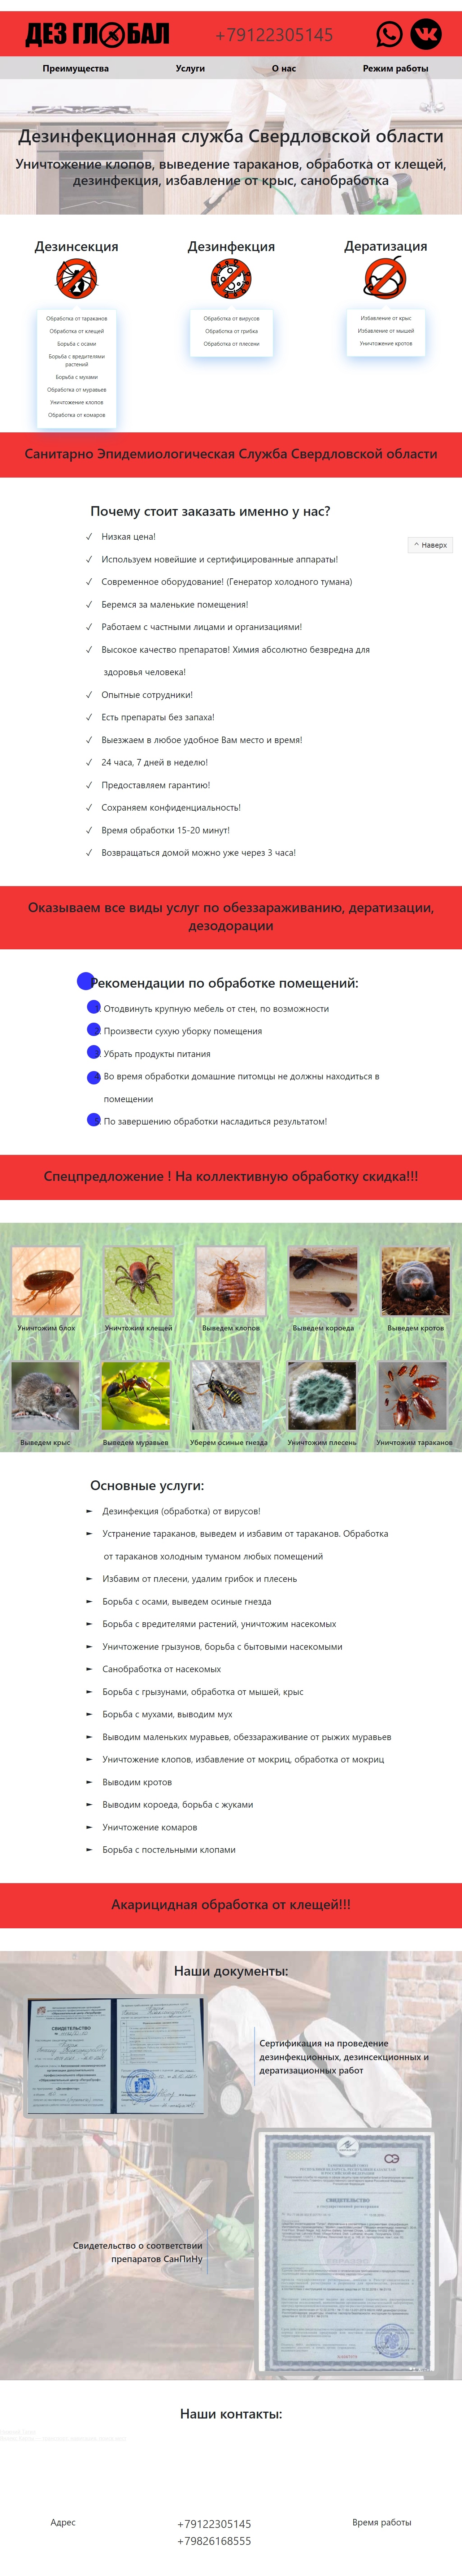 ДЕЗ ГЛОБАЛ
+79122305145
Преимущества
Услуги
О нас
Режим работы
Дезинфекционная служба Свердловской области
Уничтожение клопов, выведение тараканов, обработка от клещей,
дезинфекция, избавление от крыс, санобработка
Дезинсекция
Обработка от тараканов
Обработка от клещей
Борьба с осами
Борьба с вредителями
растений
Борьба с мухами
Обработка от муравьев
Уничтожение клопов
Обработка от комаров
Дезинфекция
Обработка от вирусов
Обработка от грибка
Обработка от плесени
Дератизация
Избавление от крыс
Избавление от мышей
Уничтожение кротов
Санитарно Эпидемиологическая Служба Свердловской области
Почему стоит заказать именно у нас?
Наверх
✓ Низкая цена!
✓ Используем новейшие и сертифицированные аппараты!
✓ Современное оборудование! (Генератор холодного тумана)
✓ Беремся за маленькие помещения!
✓ Работаем с частными лицами и организациями!
✓ Высокое качество препаратов! Химия абсолютно безвредна для
здоровья человека!
✓ Опытные сотрудники!
✓ Есть препараты без запаха!
✓ Выезжаем в любое удобное Вам место и время!
✓ 24 часа, 7 дней в неделю!
✓ Предоставляем гарантию!
✓ Сохраняем конфиденциальность!
✓ Время обработки 15-20 минут!
✓ Возвращаться домой можно уже через 3 часа!
Оказываем все виды услуг по обеззараживанию, дератизации,
дезодорации
Рекомендации по обработке помещений:
1. Отодвинуть крупную мебель от стен, по возможности
2. Произвести сухую уборку помещения
3. Убрать продукты питания
4. Во время обработки домашние питомцы не должны находиться в
помещении
5. По завершению обработки насладиться результатом!
Спецпредложение ! На коллективную обработку скидка!!!
Уничтожим блох
Уничтожим клещей
Выведем клопов
Выведем короеда
Выведем кротов
Выведем крыс
Выведем муравьев
Уберем осиные гнезда
Уничтожим плесень
Уничтожим тараканов
Основные услуги:
► Дезинфекция (обработка) от вирусов!
► Устранение тараканов, выведем и избавим от тараканов. Обработка
от тараканов холодным туманом любых помещений
► Избавим от плесени, удалим грибок и плесень
► Борьба с осами, выведем осиные гнезда
► Борьба с вредителями растений, уничтожим насекомых
► Уничтожение грызунов, борьба с бытовыми насекомыми
► Санобработка от насекомых
► Борьба с грызунами, обработка от мышей, крыс
► Борьба с мухами, выводим мух
► Выводим маленьких муравьев, обеззараживание от рыжих муравьев
► Уничтожение клопов, избавление от мокриц, обработка от мокриц
► Выводим кротов
► Выводим короеда, борьба с жуками
► Уничтожение комаров
► Борьба с постельными клопами
Акарицидная обработка от клещей!!!
Наши документы:
СВИДЕТЕЛЬСТВО
Сертификация на проведение
дезинфекционных, дезинсекционных и
дератизационных работ
СВИДЕТЕЛЬСТВО
Свидетельство о соответствии
препаратов СанПиНу
Наши контакты:
Адрес
+79122305145
+79826168555
Время работы